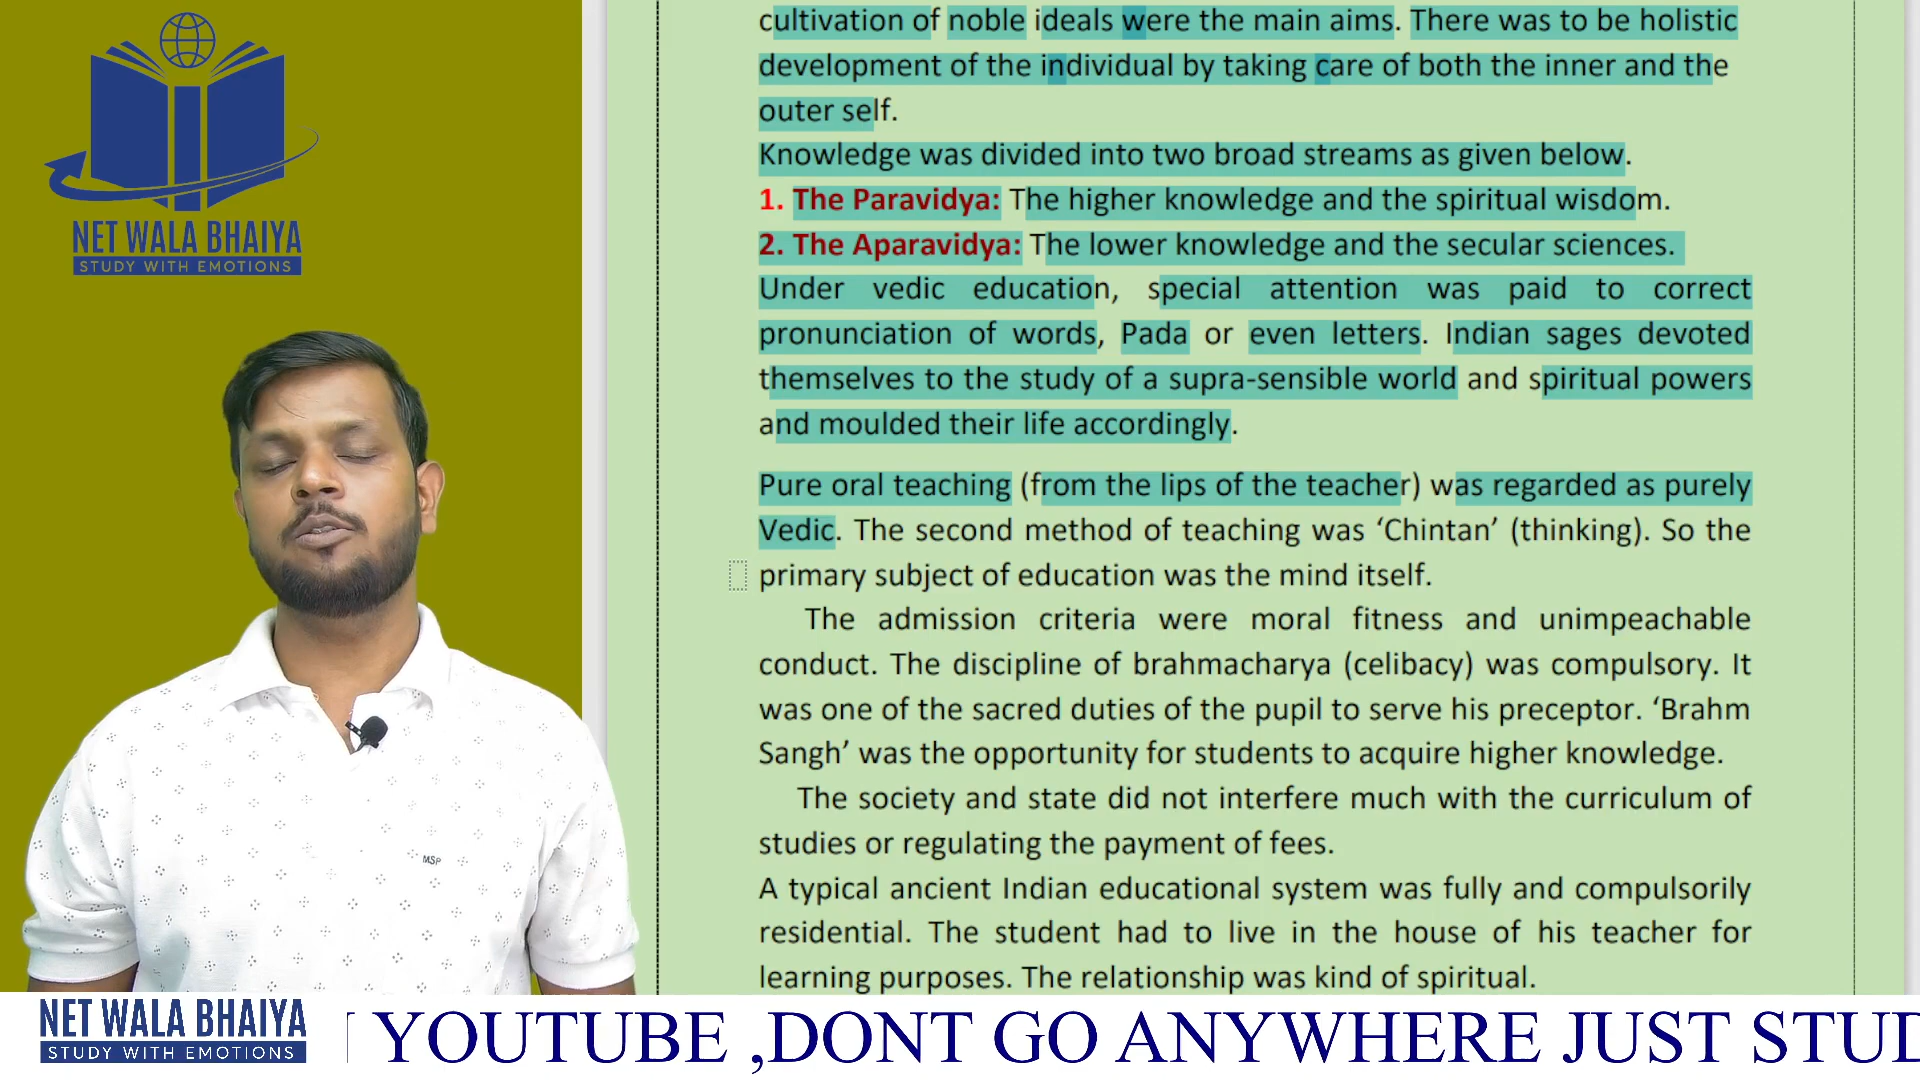 NET WALA BHAIYA
STUDY WITH EMOTIONS
cultivation of noble ideals were the main aims. There was to be holistic
development of the individual by taking care of both the inner and the
outer self.
Knowledge was divided into two broad streams as given below.
1. The Paravidya: The higher knowledge and the spiritual wisdom.
2. The Aparavidya: The lower knowledge and the secular sciences.
Under vedic education, special attention was paid to correct
pronunciation of words, Pada or even letters. Indian sages devoted
themselves to the study of a supra-sensible world and spiritual powers
and moulded their life accordingly.
Pure oral teaching (from the lips of the teacher) was regarded as purely
Vedic. The second method of teaching was ‘Chintan’ (thinking). So the
primary subject of education was the mind itself.
The admission criteria were moral fitness and unimpeachable
conduct. The discipline of brahmacharya (celibacy) was compulsory. It
was one of the sacred duties of the pupil to serve his preceptor. ‘Brahm
Sangh’ was the opportunity for students to acquire higher knowledge.
The society and state did not interfere much with the curriculum of
studies or regulating the payment of fees.
A typical ancient Indian educational system was fully and compulsorily
residential. The student had to live in the house of his teacher for
learning purposes. The relationship was kind of spiritual.
MSP
NET WALA BHAIYA
STUDY WITH EMOTIONS
YOUTUBE ,DONT GO ANYWHERE JUST STUD